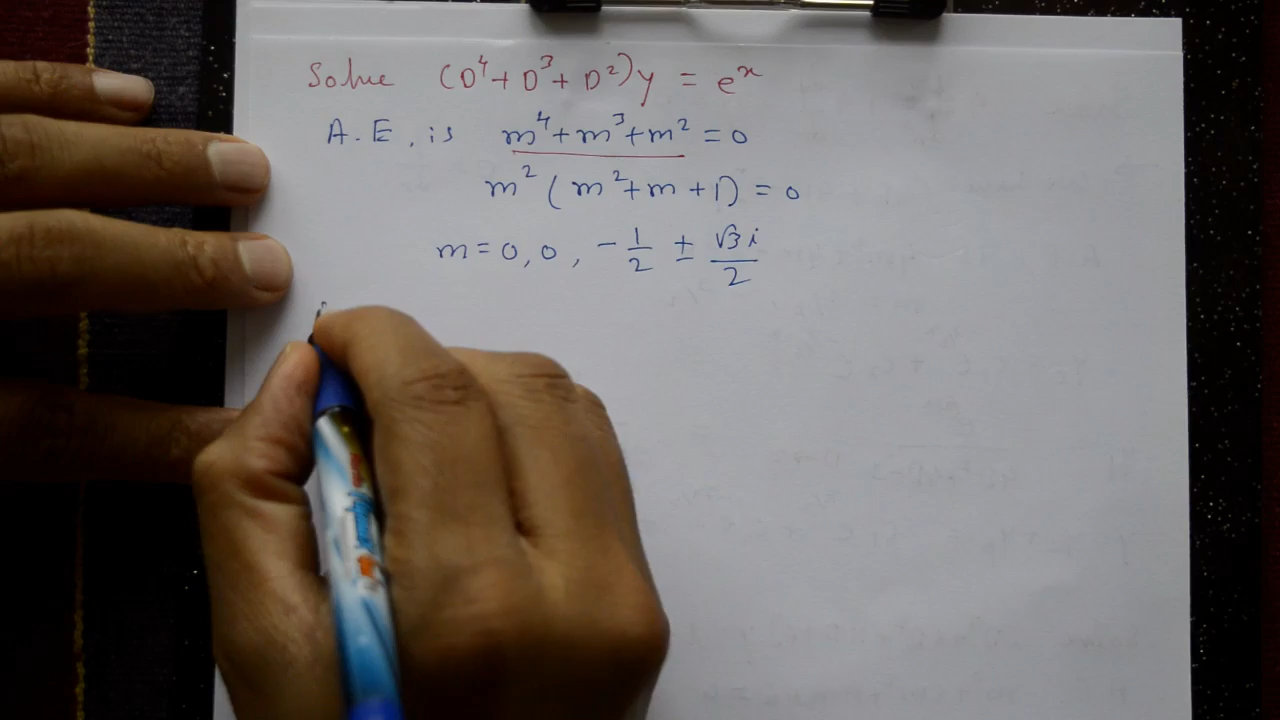 Solve (D⁴+D³+D²)y = eˣ
A.E. is m⁴+m³+m² = 0
m² (m²+m+1) = 0
m = 0, 0, -1/2 ± √3i/2